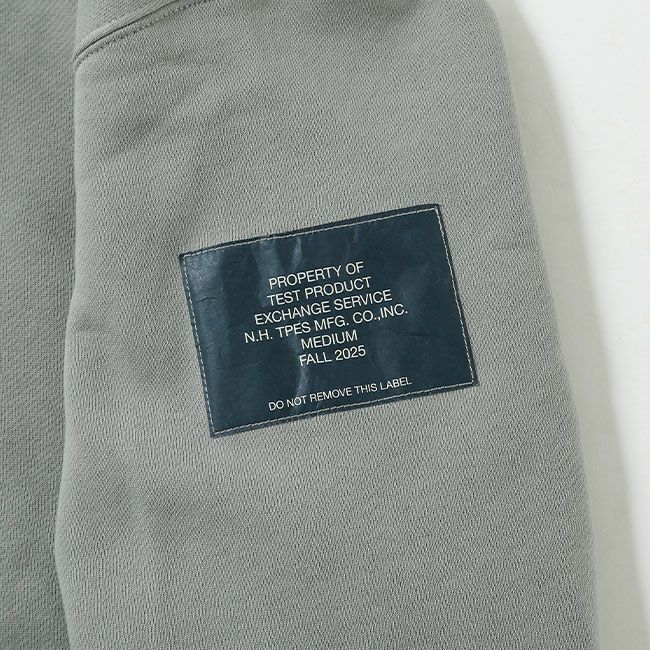 PROPERTY OF
TEST PRODUCT
EXCHANGE SERVICE
N.H. TPES MFG. CO.,INC.
MEDIUM
FALL 2025
DO NOT REMOVE THIS LABEL